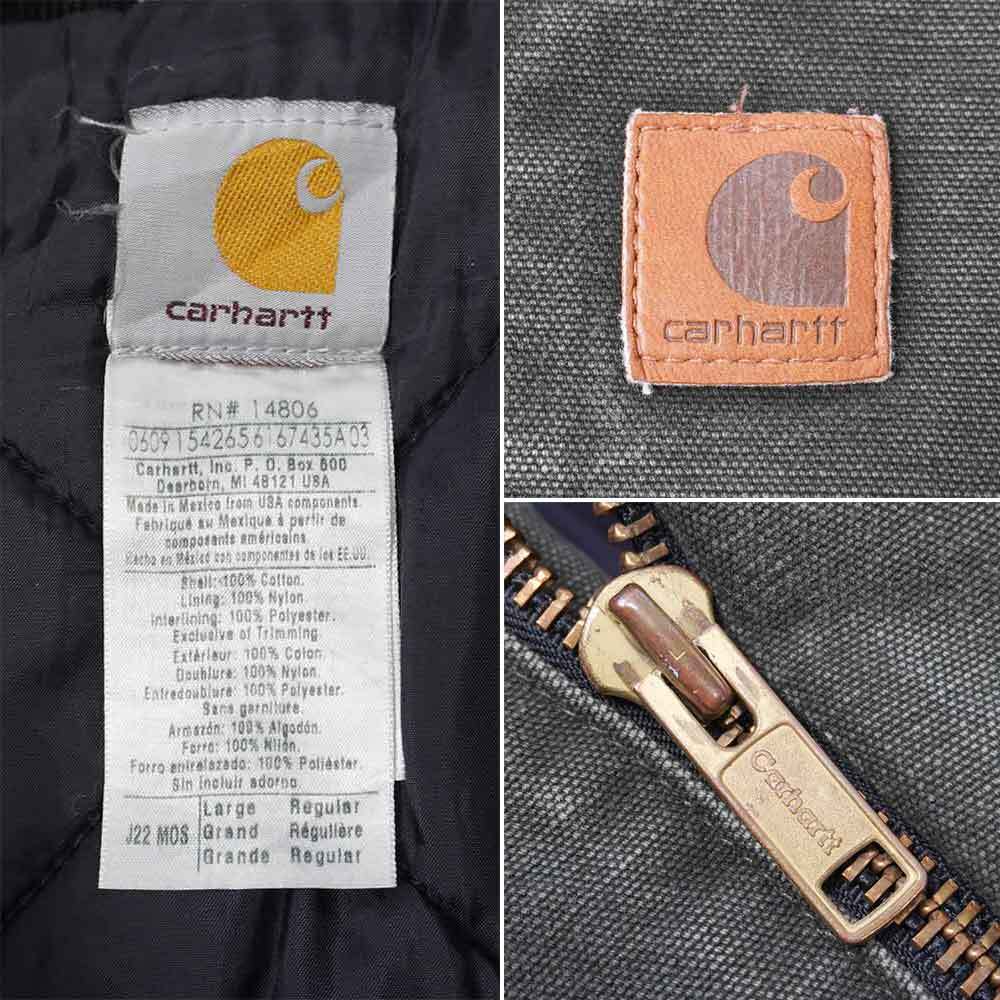 carhartt
RN# 14806
06091542656167435A03
Carhartt, Inc. P. O. Box 600
Dearborn, MI 48121 USA
Made in Mexico from USA components.
Fabriqué au Mexique à partir de
composants américains.
Hecho en México con componentes de los EE.UU.
Shell: 100% Cotton.
Lining: 100% Nylon.
Interlining: 100% Polyester.
Exclusive of Trimming.
Extérieur: 100% Coton.
Doublure: 100% Nylon.
Entredoublure: 100% Polyester.
Sans garniture.
Armazón: 100% Algodón.
Forro: 100% Nilón.
Forro entrelazado: 100% Poliéster.
Sin incluir adorno.
J22 MOS
Large Regular
Grand Régulière
Grande Regular
carhartt
Carhartt